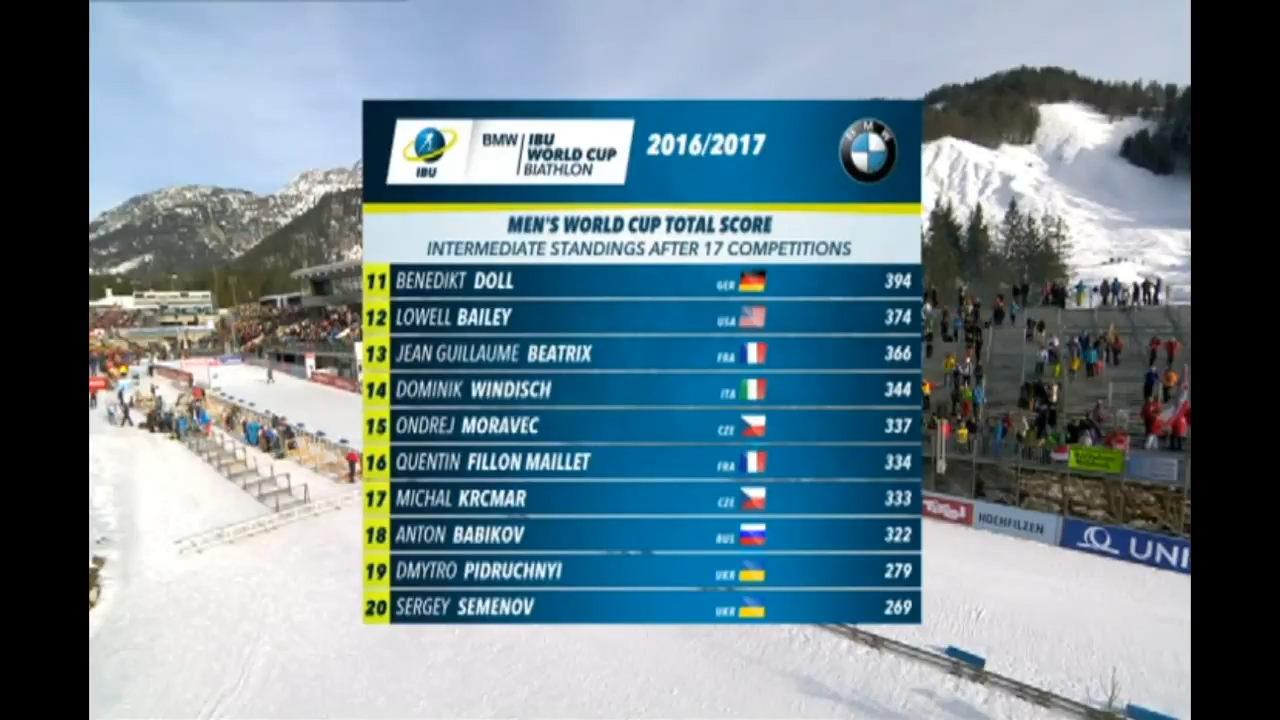 IBU
BMW
IBU
WORLD CUP
BIATHLON
2016/2017
BMW
MEN'S WORLD CUP TOTAL SCORE
INTERMEDIATE STANDINGS AFTER 17 COMPETITIONS
11 BENEDIKT DOLL GER 394
12 LOWELL BAILEY USA 374
13 JEAN GUILLAUME BEATRIX FRA 366
14 DOMINIK WINDISCH ITA 344
15 ONDREJ MORAVEC CZE 337
16 QUENTIN FILLON MAILLET FRA 334
17 MICHAL KRCMAR CZE 333
18 ANTON BABIKOV RUS 322
19 DMYTRO PIDRUCHNYI UKR 279
20 SERGEY SEMENOV UKR 269
Tirol
HOCHFILZEN
UNI